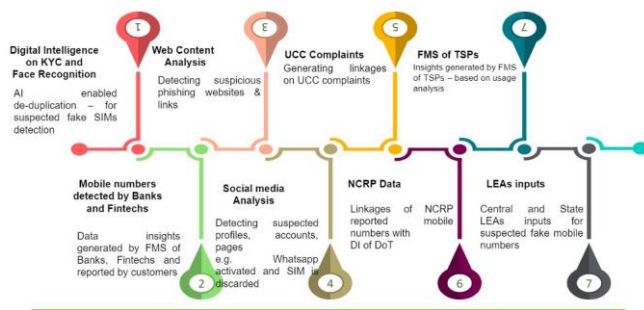 1
Digital Intelligence
on KYC and
Face Recognition
AI enabled
de-duplication – for
suspected fake SIMs
detection
3
Web Content
Analysis
Detecting suspicious
phishing websites &
links
5
UCC Complaints
Generating linkages
on UCC complaints
7
FMS of TSPs
Insights generated by FMS
of TSPs – based on usage
analysis
Mobile numbers
detected by Banks
and Fintechs
Data insights
generated by FMS of
Banks, Fintechs and
reported by customers
2
Social media
Analysis
Detecting suspected
profiles, accounts,
pages
e.g. Whatsapp
activated and SIM is
discarded
4
NCRP Data
Linkages of NCRP
reported mobile
numbers with
DI of DoT
6
LEAs inputs
Central and State
LEAs inputs for
suspected fake mobile
numbers
7